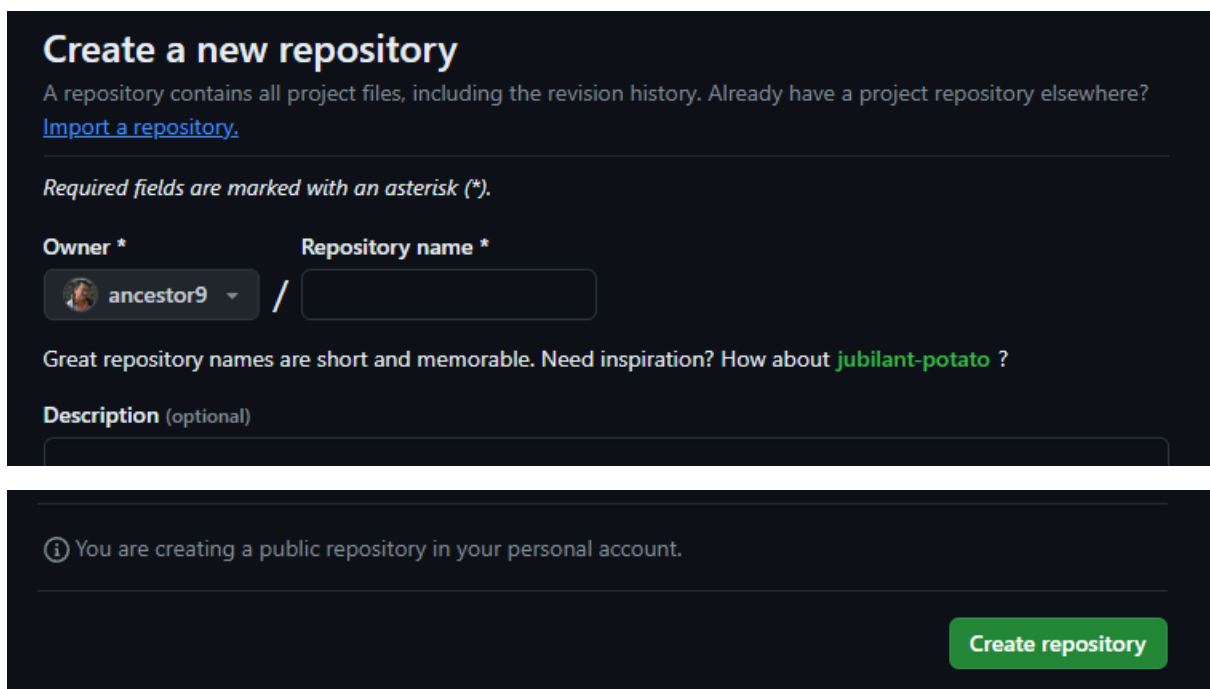 Create a new repository
A repository contains all project files, including the revision history. Already have a project repository elsewhere?
Import a repository.
Required fields are marked with an asterisk (*).
Owner * Repository name *
ancestor9 /
Great repository names are short and memorable. Need inspiration? How about jubilant-potato ?
Description (optional)
You are creating a public repository in your personal account.
Create repository